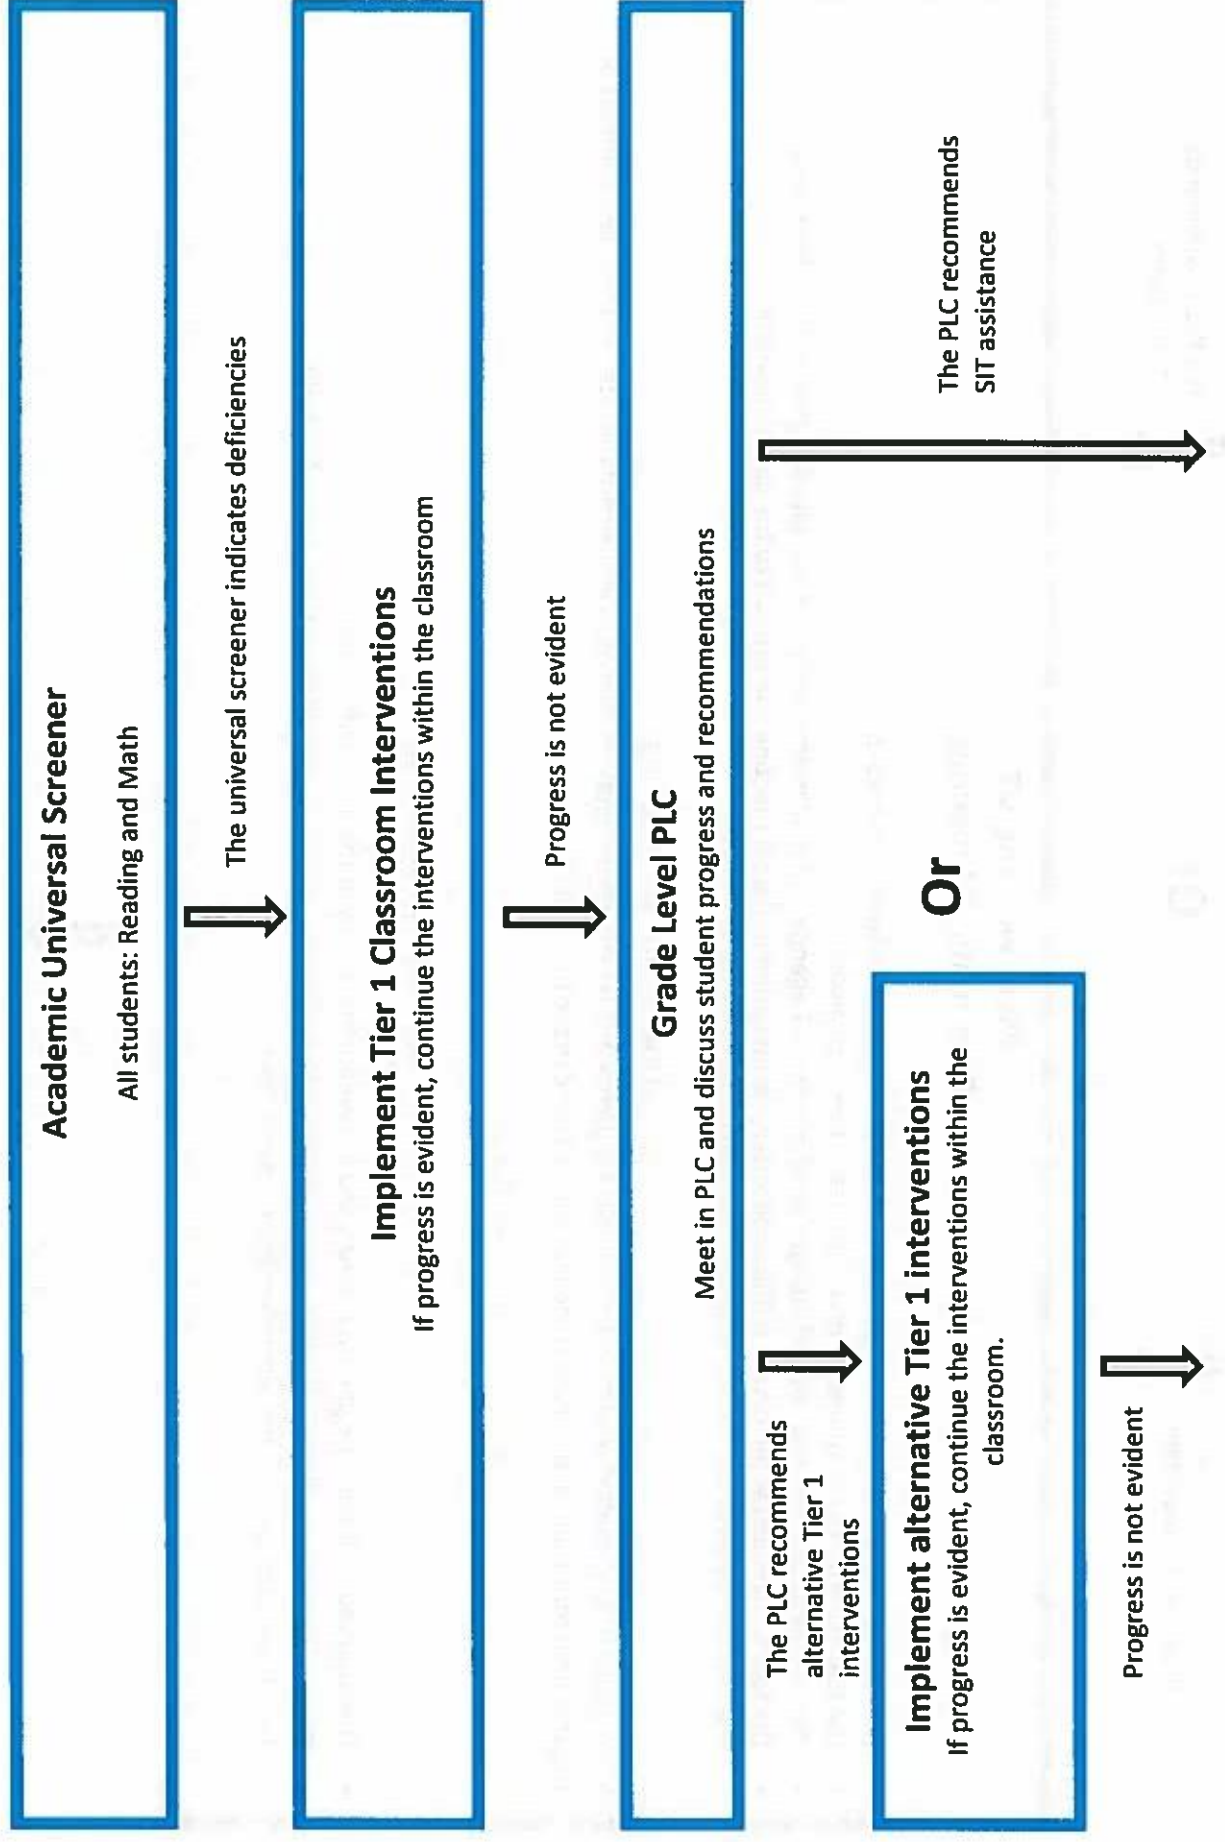 Academic Universal Screener
All students: Reading and Math
The universal screener indicates deficiencies
Implement Tier 1 Classroom Interventions
If progress is evident, continue the interventions within the classroom
Progress is not evident
Grade Level PLC
Meet in PLC and discuss student progress and recommendations
The PLC recommends
alternative Tier 1
interventions
The PLC recommends
SIT assistance
Or
Implement alternative Tier 1 interventions
If progress is evident, continue the interventions within the
classroom.
Progress is not evident